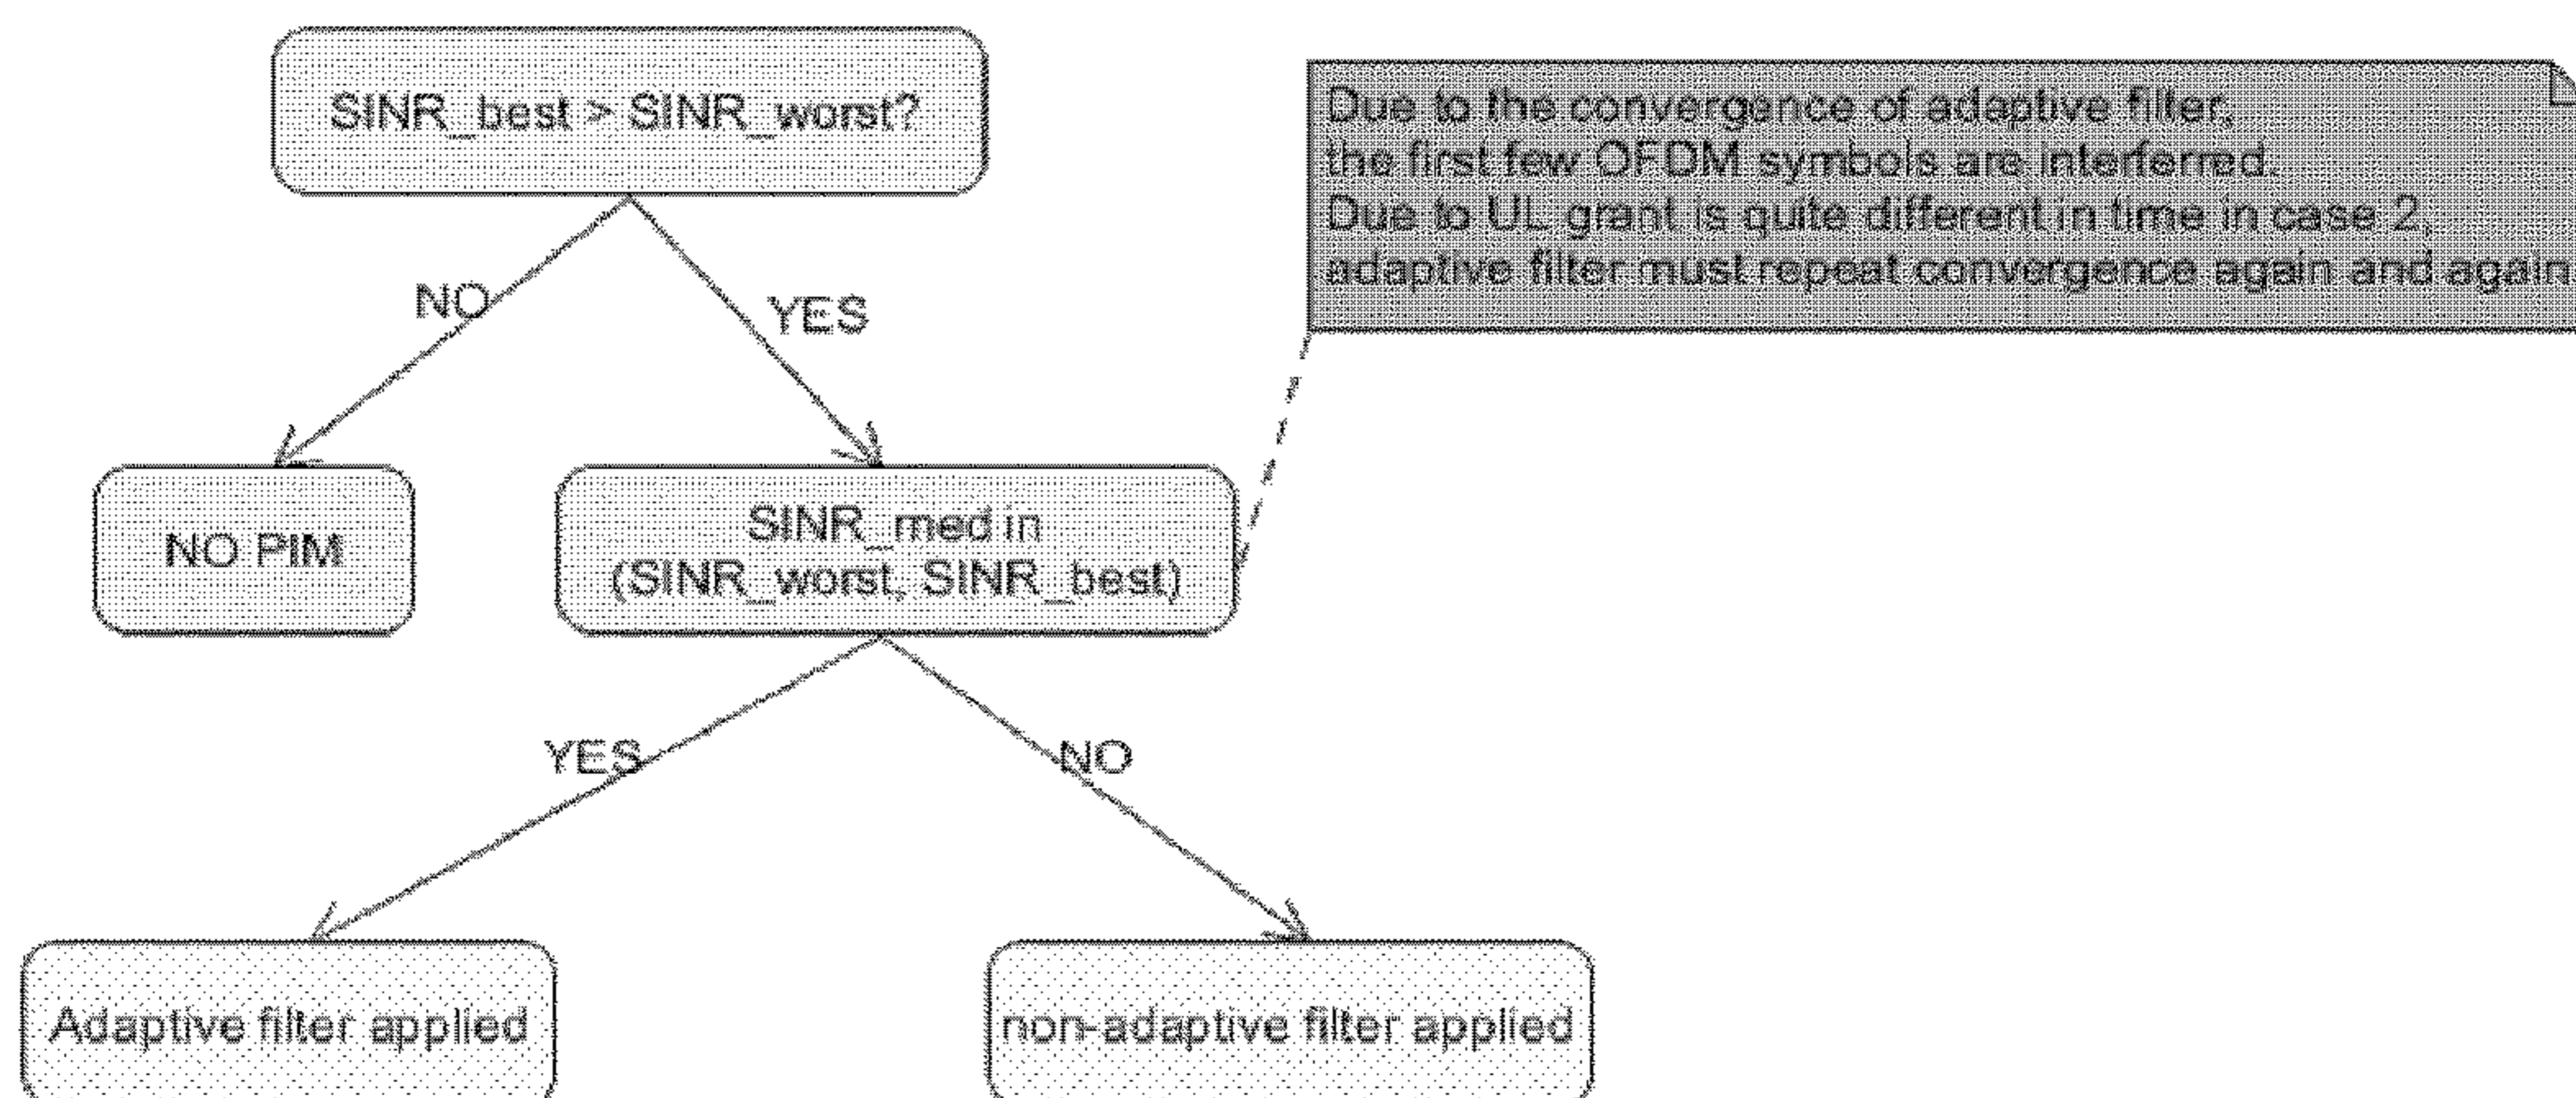 SINR_best > SINR_worst?
Due to the convergence of adaptive filter,
the first few OFDM symbols are interferred.
Due to UL grant is quite different in time in case 2,
adaptive filter must repeat convergence again and again
NO
YES
NO PIM
SINR_med in
(SINR_worst, SINR_best)
YES
NO
Adaptive filter applied
non-adaptive filter applied